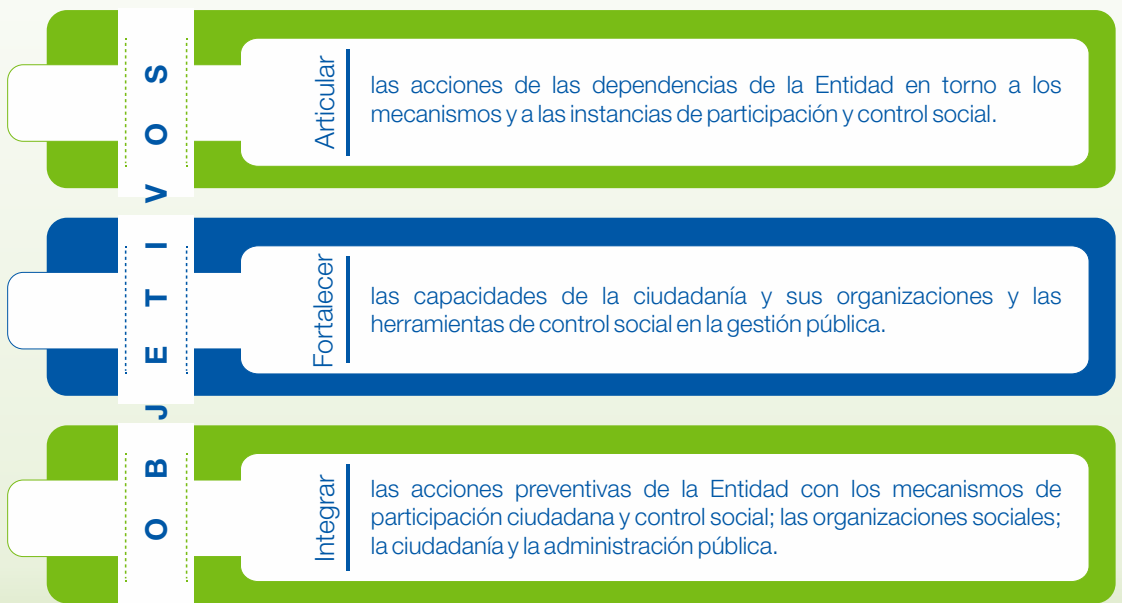 OBJETIVOS
Articular
las acciones de las dependencias de la Entidad en torno a los
mecanismos y a las instancias de participación y control social.
Fortalecer
las capacidades de la ciudadanía y sus organizaciones y las
herramientas de control social en la gestión pública.
Integrar
las acciones preventivas de la Entidad con los mecanismos de
participación ciudadana y control social; las organizaciones sociales;
la ciudadanía y la administración pública.